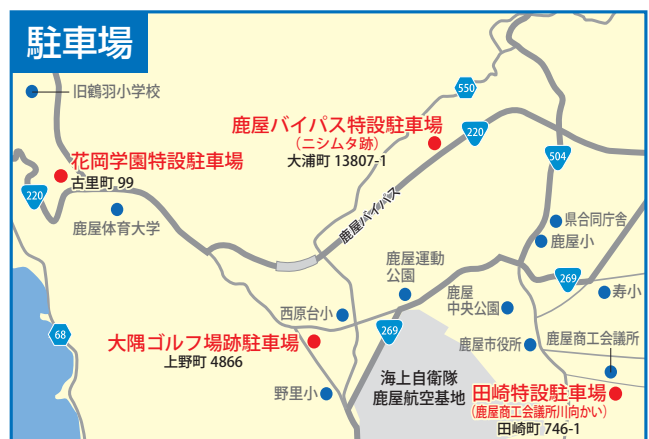 駐車場
旧鶴羽小学校
550
鹿屋バイパス特設駐車場
（ニシムタ跡）
大浦町 13807-1
220
504
花岡学園特設駐車場
古里町 99
220
鹿屋体育大学
鹿屋バイパス
県合同庁舎
鹿屋小
鹿屋運動
公園
269
寿小
鹿屋
中央公園
西原台小
269
68
大隅ゴルフ場跡駐車場
上野町 4866
鹿屋市役所
鹿屋商工会議所
野里小
海上自衛隊
鹿屋航空基地
田崎特設駐車場
（鹿屋商工会議所川向かい）
田崎町 746-1